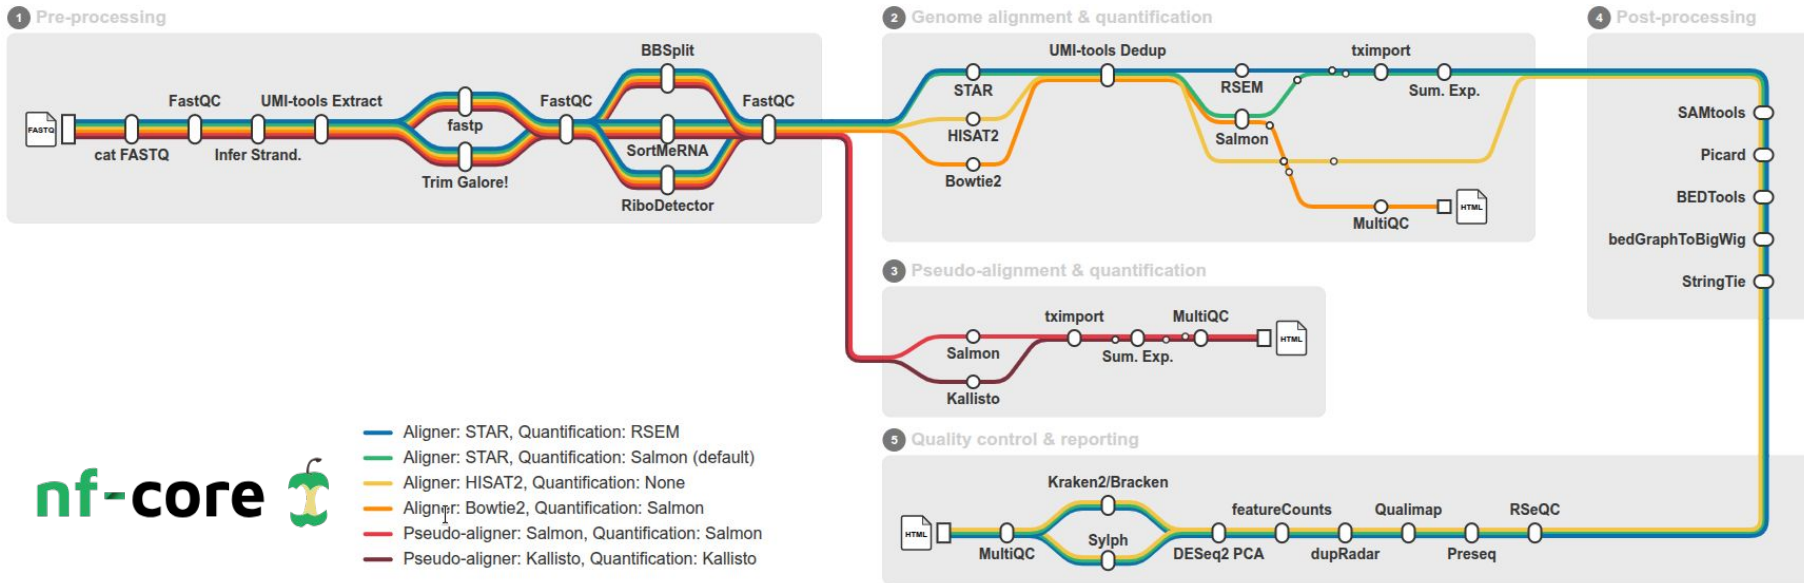 1 Pre-processing
FASTQ
cat FASTQ
FastQC
Infer Strand.
UMI-tools Extract
fastp
Trim Galore!
FastQC
BBSplit
SortMeRNA
RiboDetector
FastQC
2 Genome alignment & quantification
STAR
HISAT2
Bowtie2
UMI-tools Dedup
RSEM
Salmon
tximport
Sum. Exp.
MultiQC
HTML
3 Pseudo-alignment & quantification
Salmon
Kallisto
tximport
Sum. Exp.
MultiQC
HTML
4 Post-processing
SAMtools
Picard
BEDTools
bedGraphToBigWig
StringTie
5 Quality control & reporting
HTML
MultiQC
Kraken2/Bracken
Sylph
DESeq2 PCA
featureCounts
dupRadar
Qualimap
Preseq
RSeQC
nf-core
Aligner: STAR, Quantification: RSEM
Aligner: STAR, Quantification: Salmon (default)
Aligner: HISAT2, Quantification: None
Aligner: Bowtie2, Quantification: Salmon
Pseudo-aligner: Salmon, Quantification: Salmon
Pseudo-aligner: Kallisto, Quantification: Kallisto